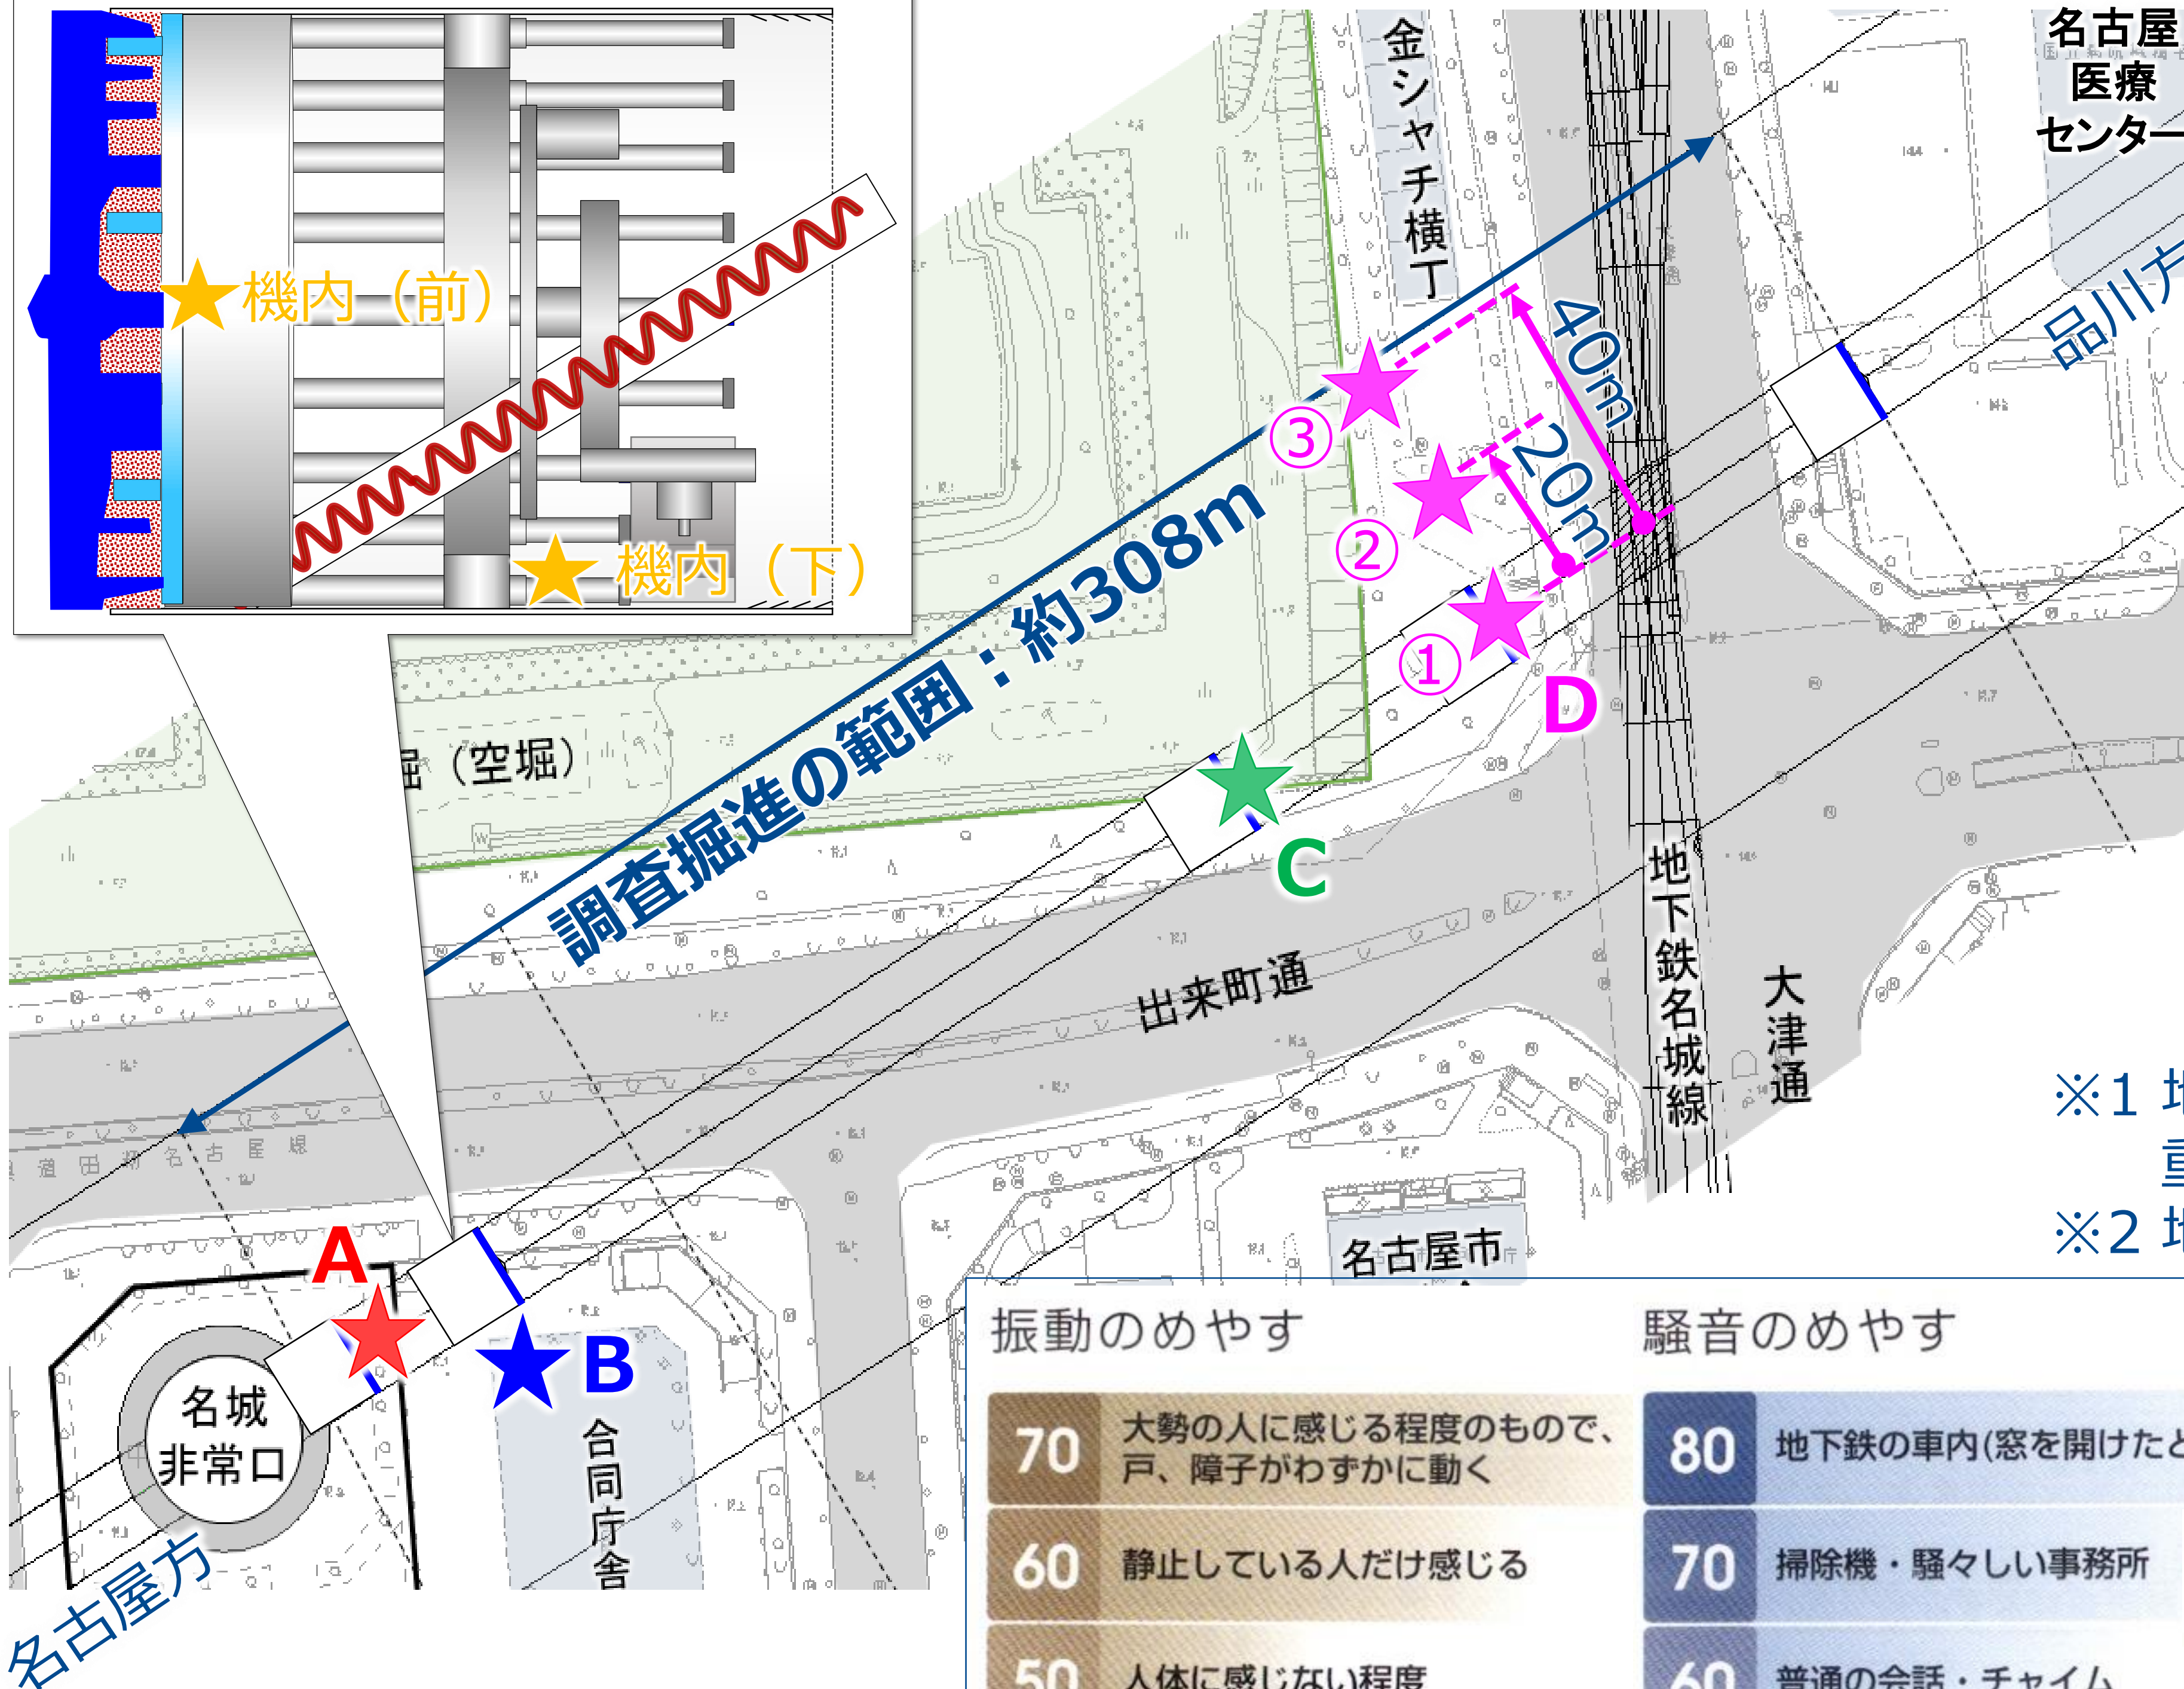 機内（前）
機内（下）
金シャチ横丁
名古屋
医療
センター
品川方
40m
20m
③
②
①
D
調査掘進の範囲：約308m
堀（空堀）
C
出来町通
地下鉄名城線
大津通
※1 地
※2 地
A
B
名城
非常口
合同庁舎
名古屋市
名古屋方
振動のめやす
70 大勢の人に感じる程度のもので、
戸、障子がわずかに動く
60 静止している人だけ感じる
50 人体に感じない程度
騒音のめやす
80 地下鉄の車内(窓を開けたと
70 掃除機・騒々しい事務所
60 普通の会話・チャイム